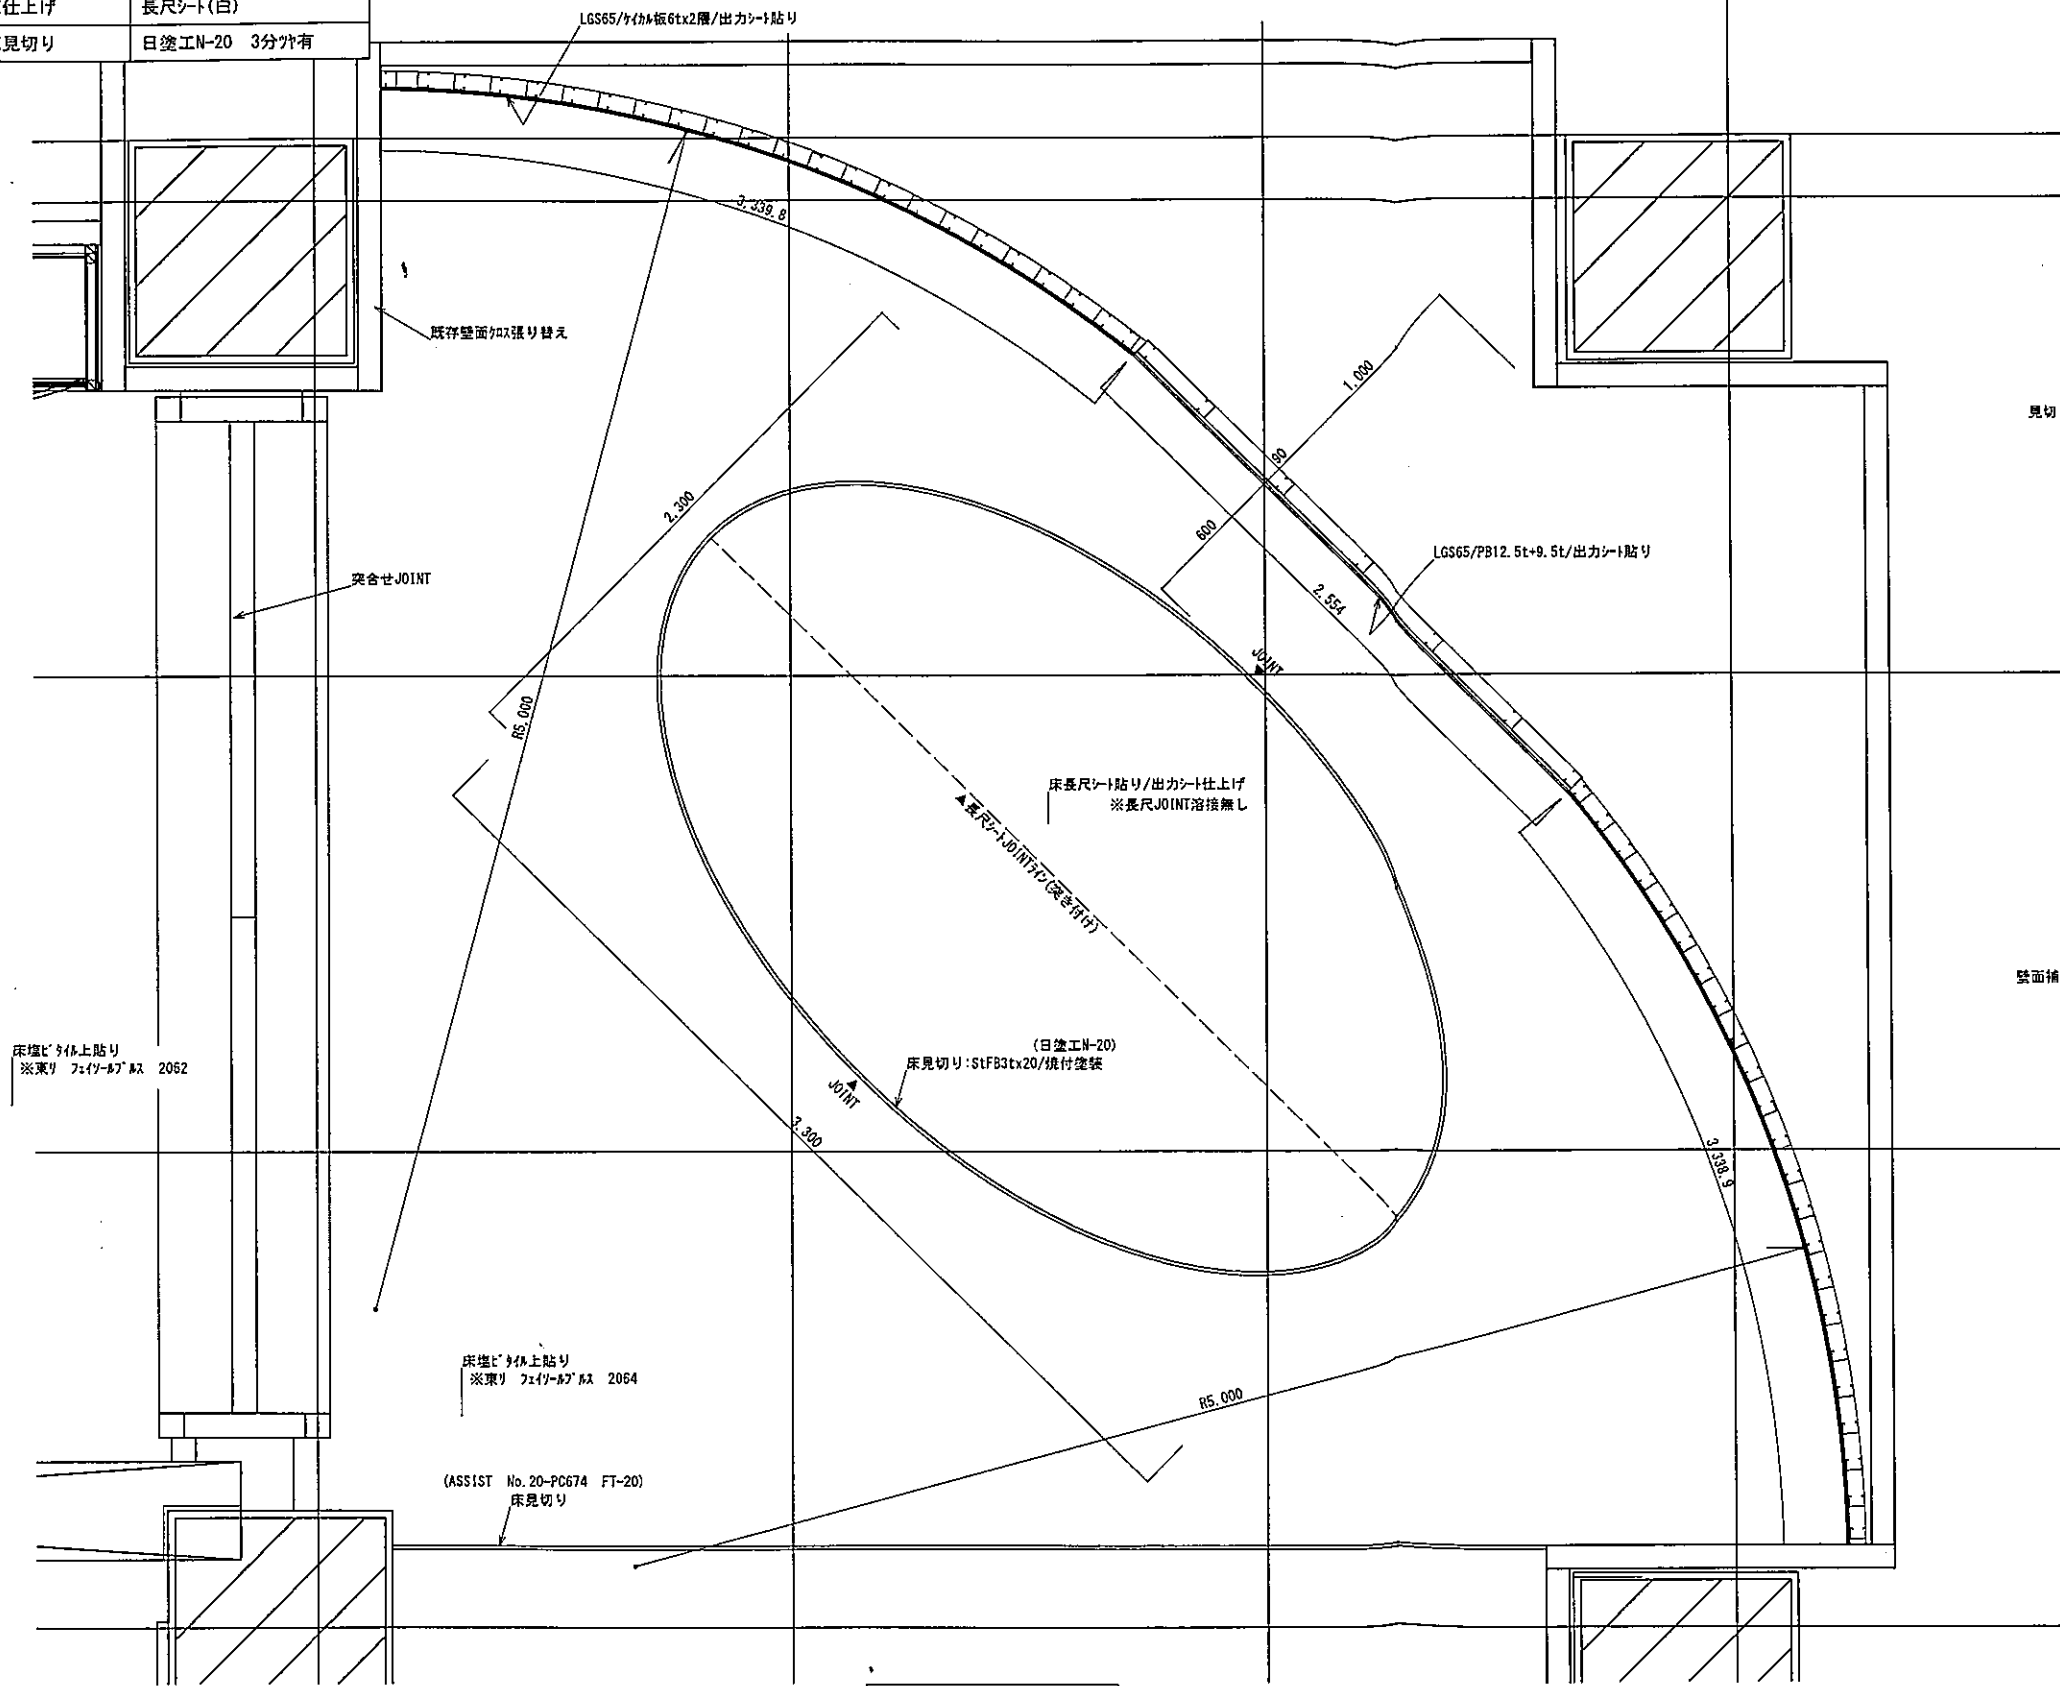 仕上げ 長尺ｼｰﾄ(白)
見切り 日塗工N-20 3分ﾂﾔ有
LGS65/ｹｲｶﾙ板6tx2層/出力ｼｰﾄ貼り
3,339.8
既存壁面ｸﾛｽ張り替え
1,000
見切
90
2,300
600
LGS65/PB12.5t+9.5t/出力ｼｰﾄ貼り
突合せJOINT
2,554
JOINT
R5,000
床長尺ｼｰﾄ貼り/出力ｼｰﾄ仕上げ
※長尺JOINT溶接無し
▲長尺ｼｰﾄJOINTﾗｲﾝ(突き付け)
壁面補
(日塗工N-20)
床見切り:StFB3tx20/焼付塗装
床塩ﾋﾞﾀｲﾙ上貼り
※東リ ﾌｪｲｿｰﾙﾌﾟﾙｽ 2062
JOINT
3,300
3,338.9
床塩ﾋﾞﾀｲﾙ上貼り
※東リ ﾌｪｲｿｰﾙﾌﾟﾙｽ 2064
R5,000
(ASSIST No.20-PC674 FT-20)
床見切り